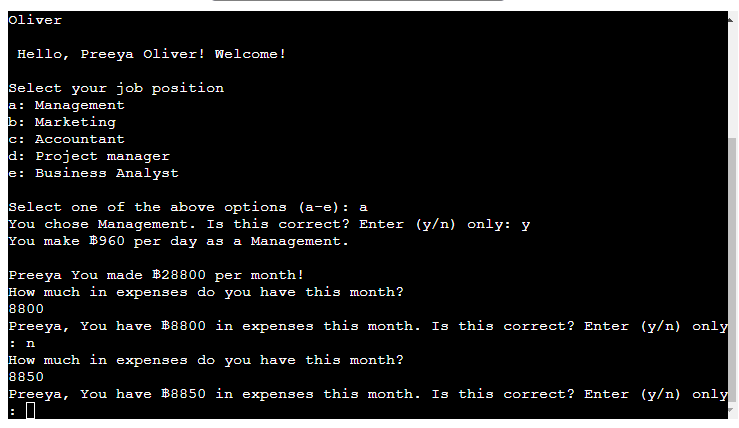 Oliver
Hello, Preeya Oliver! Welcome!
Select your job position
a: Management
b: Marketing
c: Accountant
d: Project manager
e: Business Analyst
Select one of the above options (a-e): a
You chose Management. Is this correct? Enter (y/n) only: y
You make ฿960 per day as a Management.
Preeya You made ฿28800 per month!
How much in expenses do you have this month?
8800
Preeya, You have ฿8800 in expenses this month. Is this correct? Enter (y/n) only
: n
How much in expenses do you have this month?
8850
Preeya, You have ฿8850 in expenses this month. Is this correct? Enter (y/n) only
: